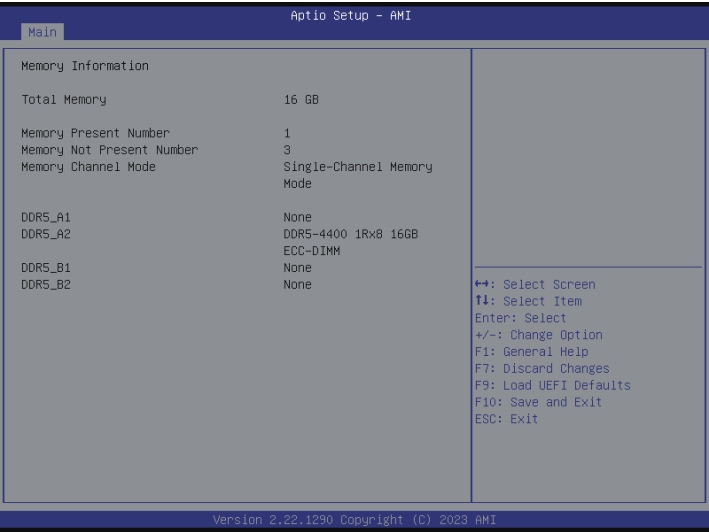 Aptio Setup – AMI
Main
Memory Information
Total Memory 16 GB
Memory Present Number 1
Memory Not Present Number 3
Memory Channel Mode Single-Channel Memory
Mode
DDR5_A1 None
DDR5_A2 DDR5-4400 1Rx8 16GB
ECC-DIMM
DDR5_B1 None
DDR5_B2 None
→←: Select Screen
↑↓: Select Item
Enter: Select
+/-: Change Option
F1: General Help
F7: Discard Changes
F9: Load UEFI Defaults
F10: Save and Exit
ESC: Exit
Version 2.22.1290 Copyright (C) 2023 AMI